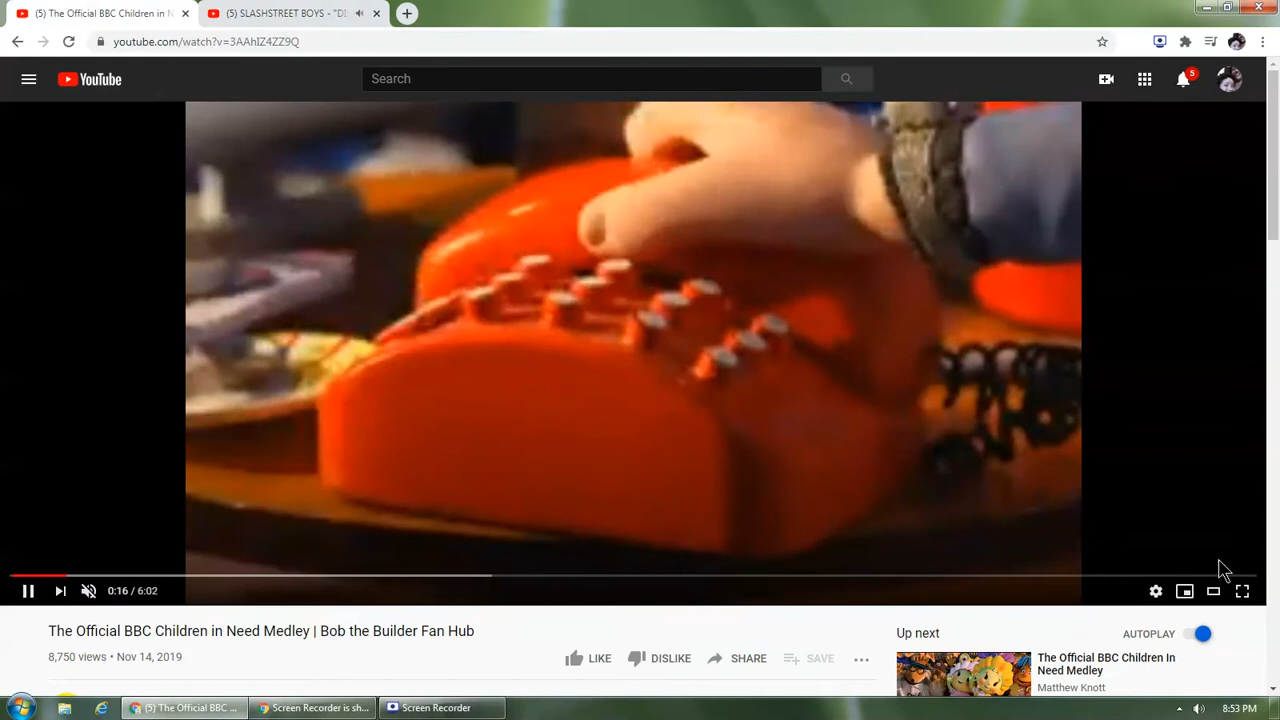 (5) The Official BBC Children in N
(5) SLASHSTREET BOYS - "DI
youtube.com/watch?v=3AAhIZ4ZZ9Q
YouTube
Search
5
0:16 / 6:02
The Official BBC Children in Need Medley | Bob the Builder Fan Hub
8,750 views • Nov 14, 2019
LIKE
DISLIKE
SHARE
SAVE
Up next
AUTOPLAY
The Official BBC Children In
Need Medley
Matthew Knott
(5) The Official BBC ...
Screen Recorder is sh...
Screen Recorder
8:53 PM